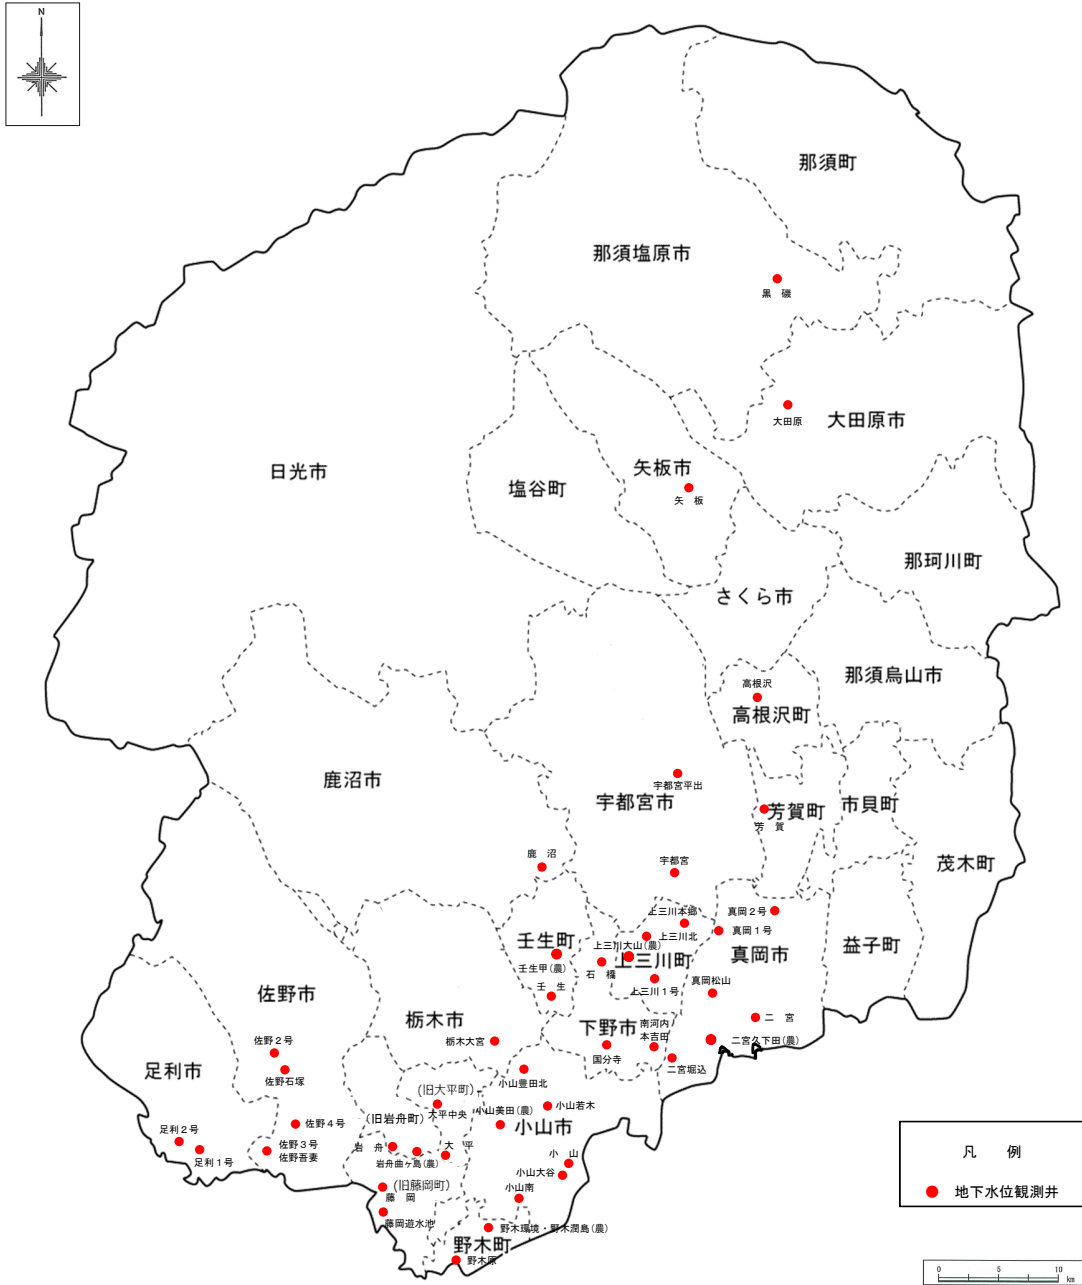 N
那須町
那須塩原市
黒　磯
大田原市
大田原
日光市
矢板市
塩谷町
矢　板
那珂川町
さくら市
那須烏山市
高根沢
高根沢町
鹿沼市
宇都宮平出
宇都宮市
芳賀町
芳　賀
市貝町
茂木町
鹿　沼
宇都宮
上三川本郷
真岡２号
真岡１号
上三川北
壬生町
上三川大山(農)
上三川町
真岡市
益子町
壬生甲(農)
石　橋
真岡松山
上三川１号
壬　生
佐野市
栃木市
下野市
南河内
本吉田
二　宮
二宮久下田(農)
栃木大宮
国分寺
二宮堀込
佐野２号
佐野石塚
足利市
小山豊田北
(旧大平町)
大平中央
(旧岩舟町)
小山美田(農)
小山若木
小山市
佐野４号
足利２号
足利１号
佐野３号
佐野吾妻
岩　舟
岩舟曲ヶ島(農)
大　平
小　山
小山大谷
(旧藤岡町)
藤　岡
小山南
藤岡遊水池
野木環境・野木潤島(農)
野木町
野木原
凡　例
地下水位観測井
0 5 10
km